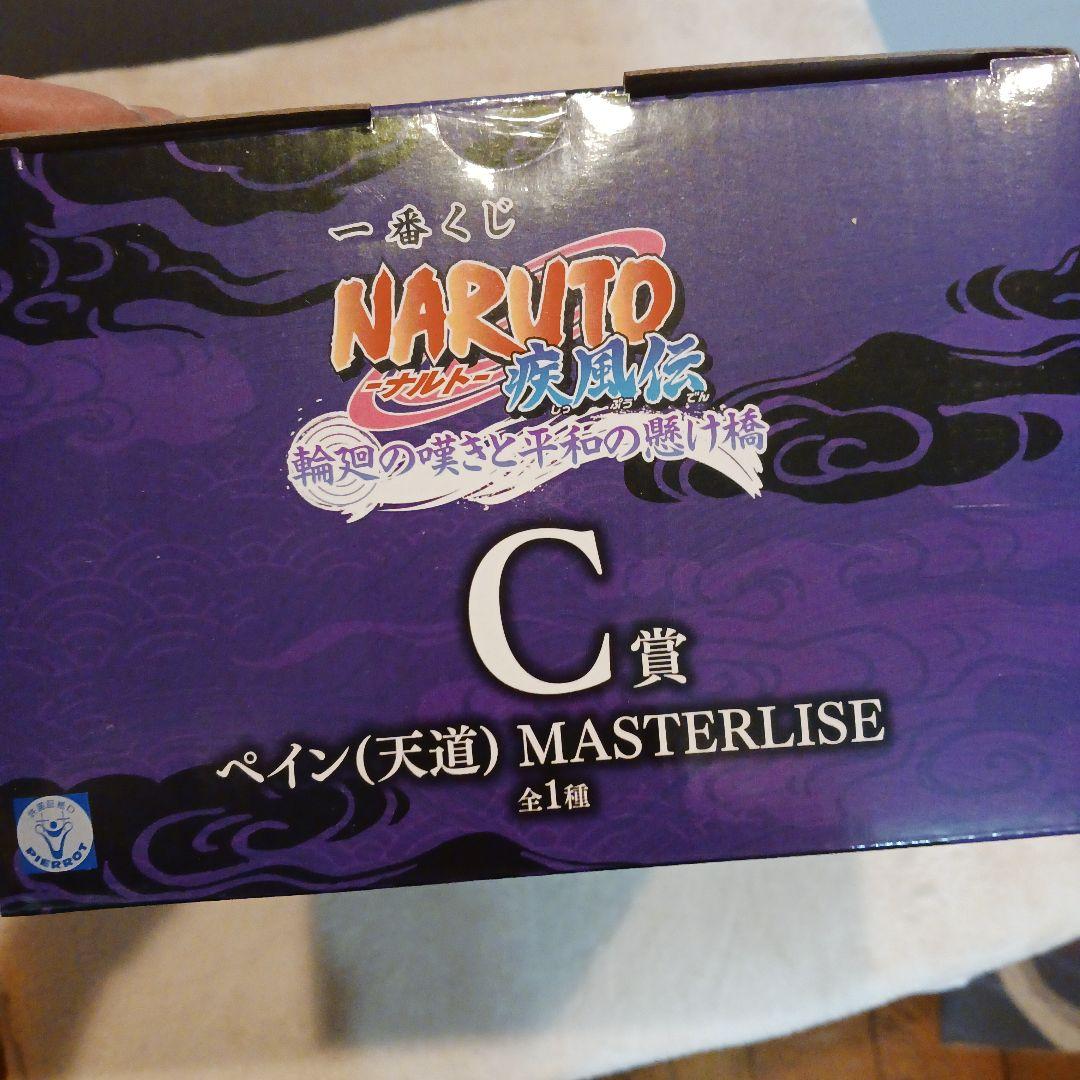 一番くじ
NARUTO
-ナルト-
疾風伝
しっ ぷう でん
輪廻の嘆きと平和の懸け橋
C賞
ペイン(天道) MASTERLISE
全1種
PIERROT